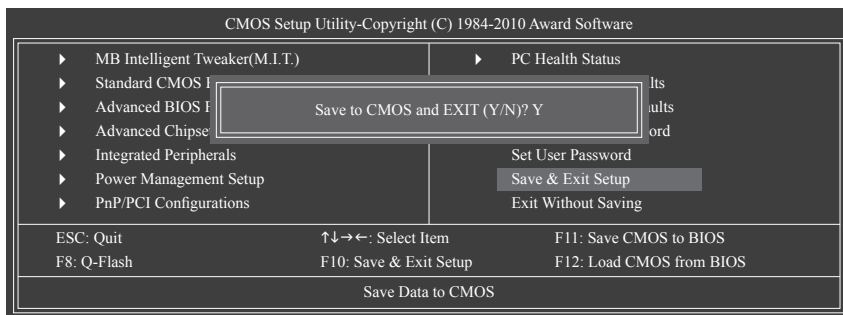 CMOS Setup Utility-Copyright (C) 1984-2010 Award Software
MB Intelligent Tweaker(M.I.T.)
Standard CMOS
Advanced BIOS
Advanced
Integrated Peripherals
Power Management Setup
PnP/PCI Configurations
PC Health Status
Set User Password
Save & Exit Setup
Exit Without Saving
Save to CMOS and EXIT (Y/N)? Y
ESC: Quit
↑↓→←: Select Item
F11: Save CMOS to BIOS
F8: Q-Flash
F10: Save & Exit Setup
F12: Load CMOS from BIOS
Save Data to CMOS